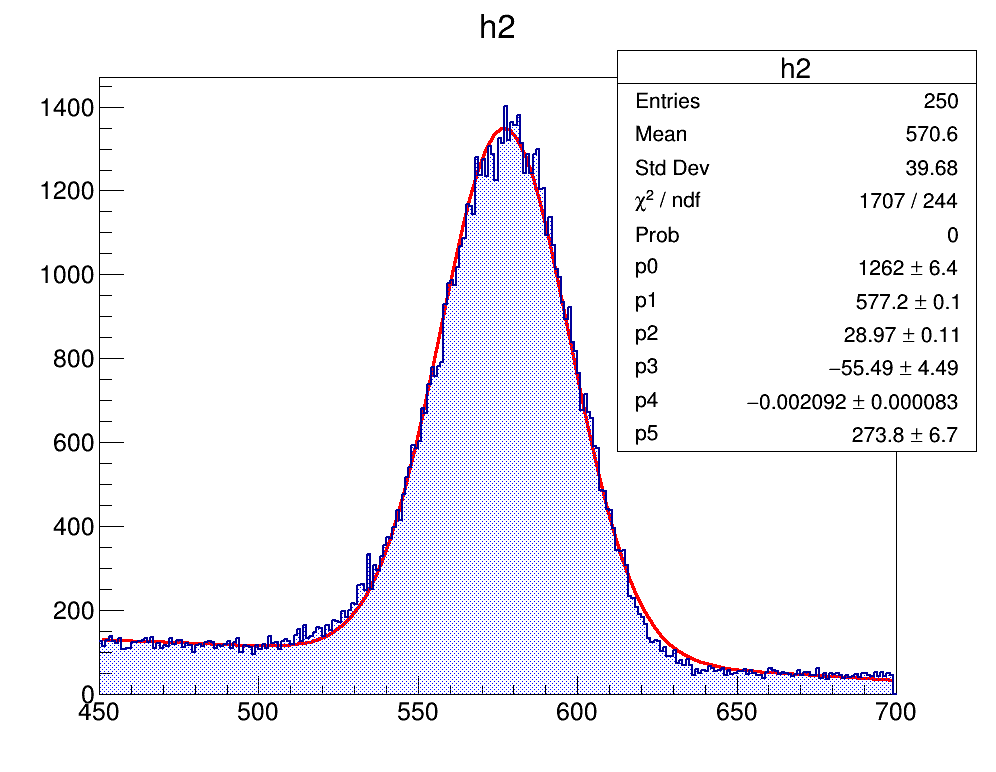 h2
h2
Entries 250
Mean 570.6
Std Dev 39.68
χ² / ndf 1707 / 244
Prob 0
p0 1262 ± 6.4
p1 577.2 ± 0.1
p2 28.97 ± 0.11
p3 −55.49 ± 4.49
p4 −0.002092 ± 0.000083
p5 273.8 ± 6.7
1400
1200
1000
800
600
400
200
0
450 500 550 600 650 700